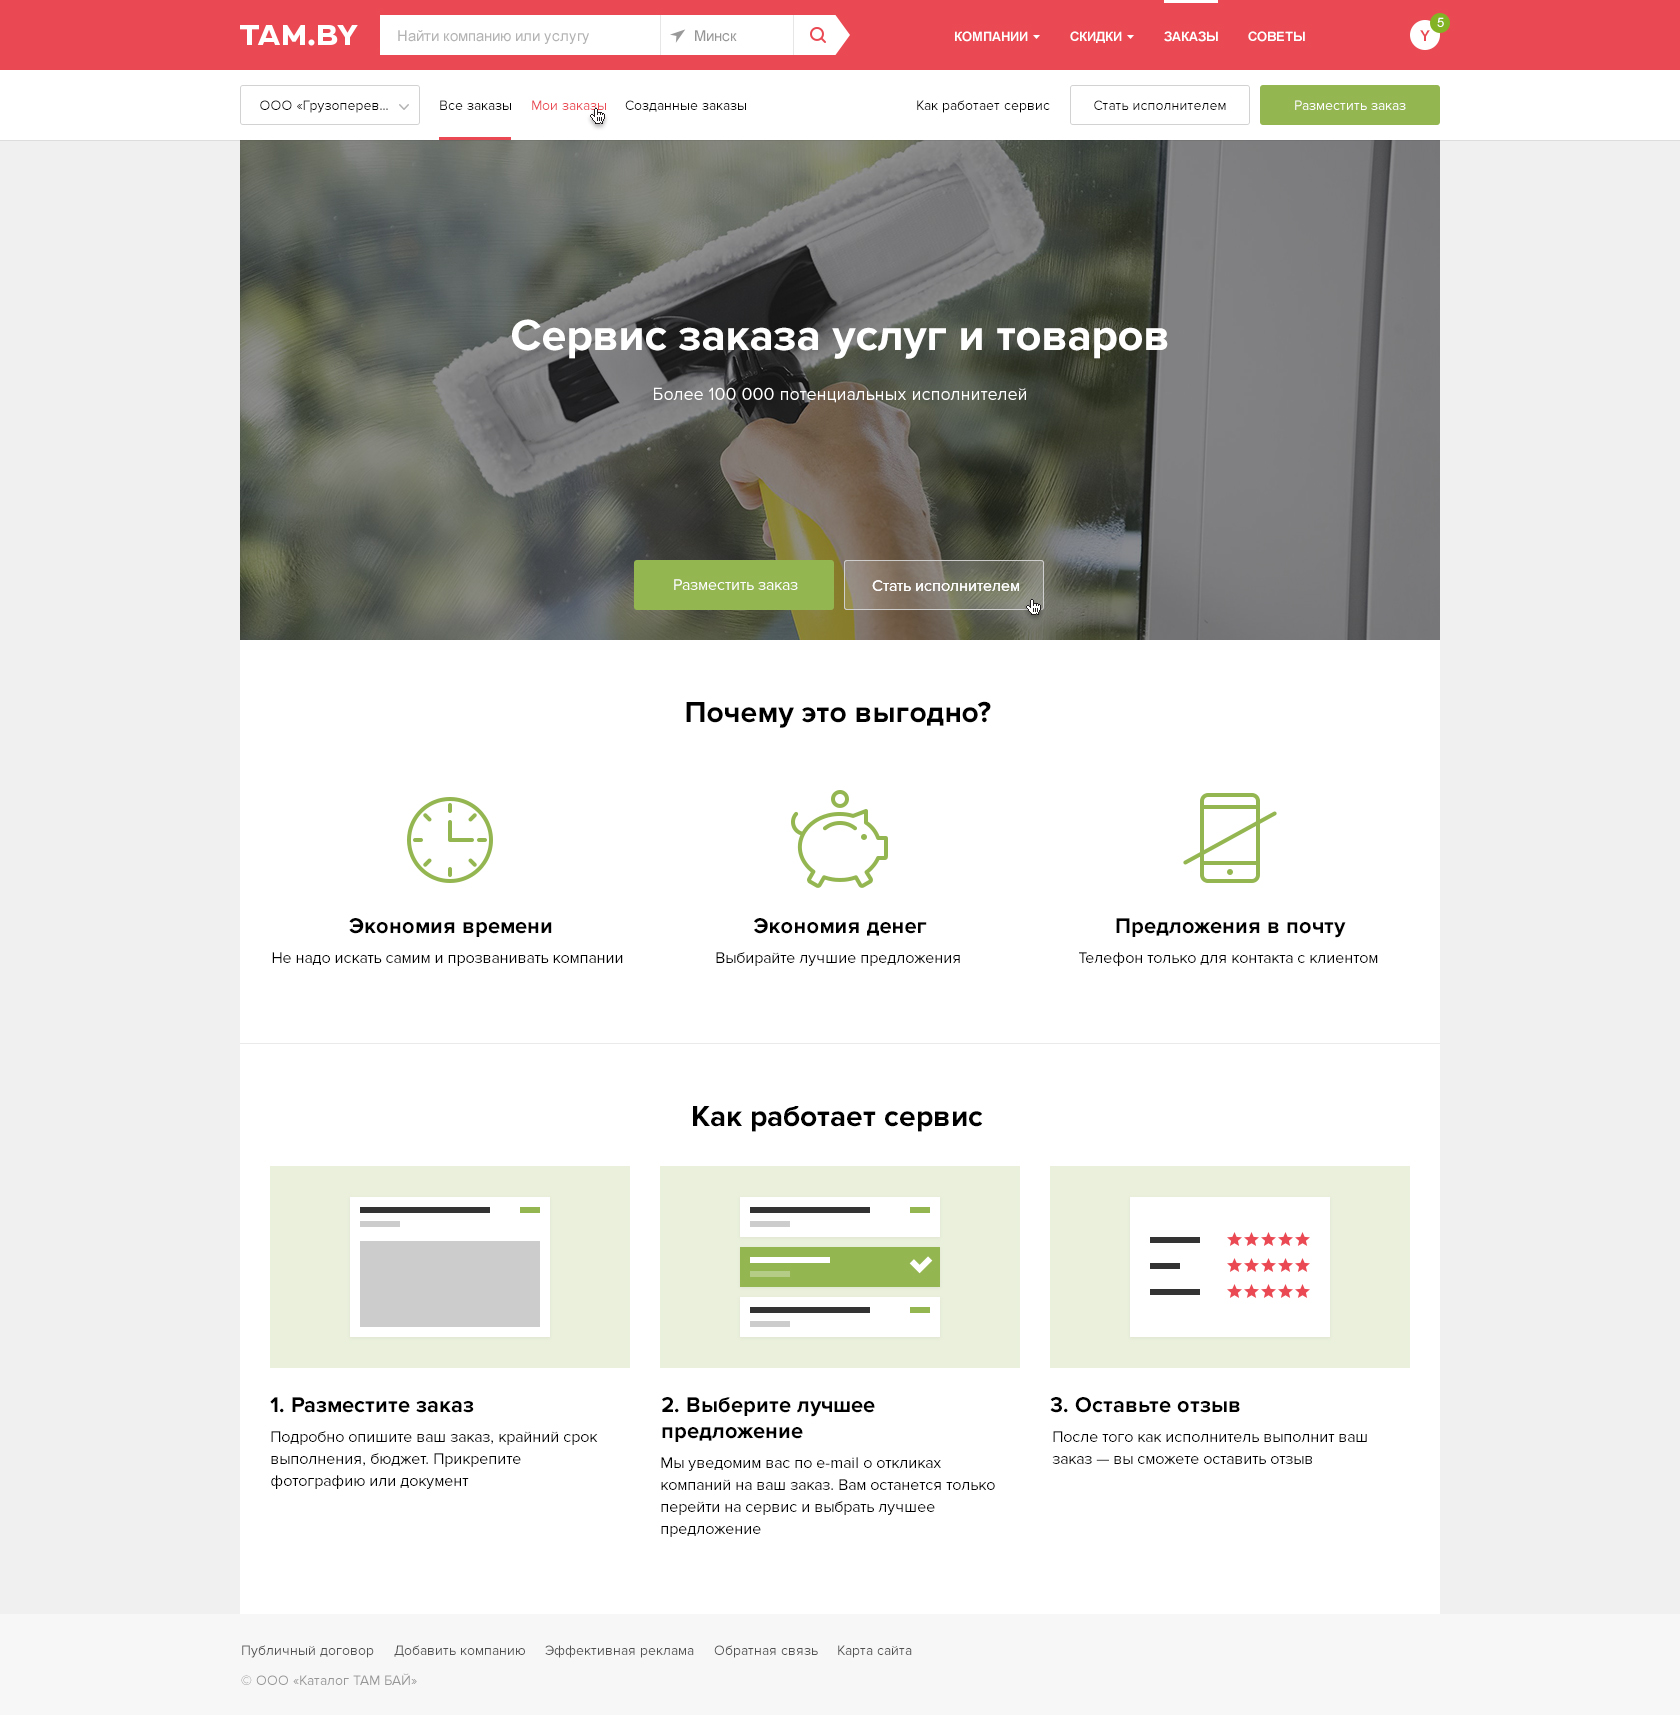 TAM.BY
Найти компанию или услугу
Минск
КОМПАНИИ
СКИДКИ
ЗАКАЗЫ
СОВЕТЫ
Y
5
ООО «Грузоперев...
Все заказы
Мои заказы
Созданные заказы
Как работает сервис
Стать исполнителем
Разместить заказ
Сервис заказа услуг и товаров
Более 100 000 потенциальных исполнителей
Разместить заказ
Стать исполнителем
Почему это выгодно?
Экономия времени
Не надо искать самим и прозванивать компании
Экономия денег
Выбирайте лучшие предложения
Предложения в почту
Телефон только для контакта с клиентом
Как работает сервис
1. Разместите заказ
Подробно опишите ваш заказ, крайний срок
выполнения, бюджет. Прикрепите
фотографию или документ
2. Выберите лучшее
предложение
Мы уведомим вас по e-mail о откликах
компаний на ваш заказ. Вам останется только
перейти на сервис и выбрать лучшее
предложение
3. Оставьте отзыв
После того как исполнитель выполнит ваш
заказ — вы сможете оставить отзыв
Публичный договор
Добавить компанию
Эффективная реклама
Обратная связь
Карта сайта
© ООО «Каталог ТАМ БАЙ»